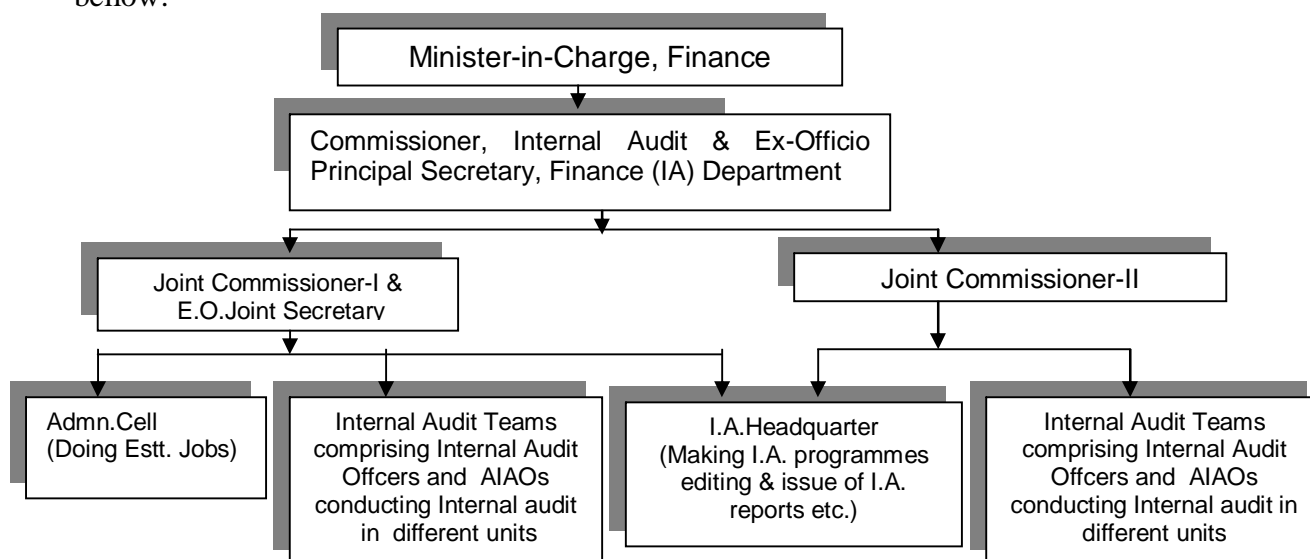 bellow:
Minister-in-Charge, Finance
Commissioner, Internal Audit & Ex-Officio
Principal Secretary, Finance (IA) Department
Joint Commissioner-I &
E.O.Joint Secretary
Joint Commissioner-II
Admn.Cell
(Doing Estt. Jobs)
Internal Audit Teams
comprising Internal Audit
Offcers and AIAOs
conducting Internal audit
in different units
I.A.Headquarter
(Making I.A. programmes
editing & issue of I.A.
reports etc.)
Internal Audit Teams
comprising Internal Audit
Offcers and AIAOs
conducting Internal audit in
different units